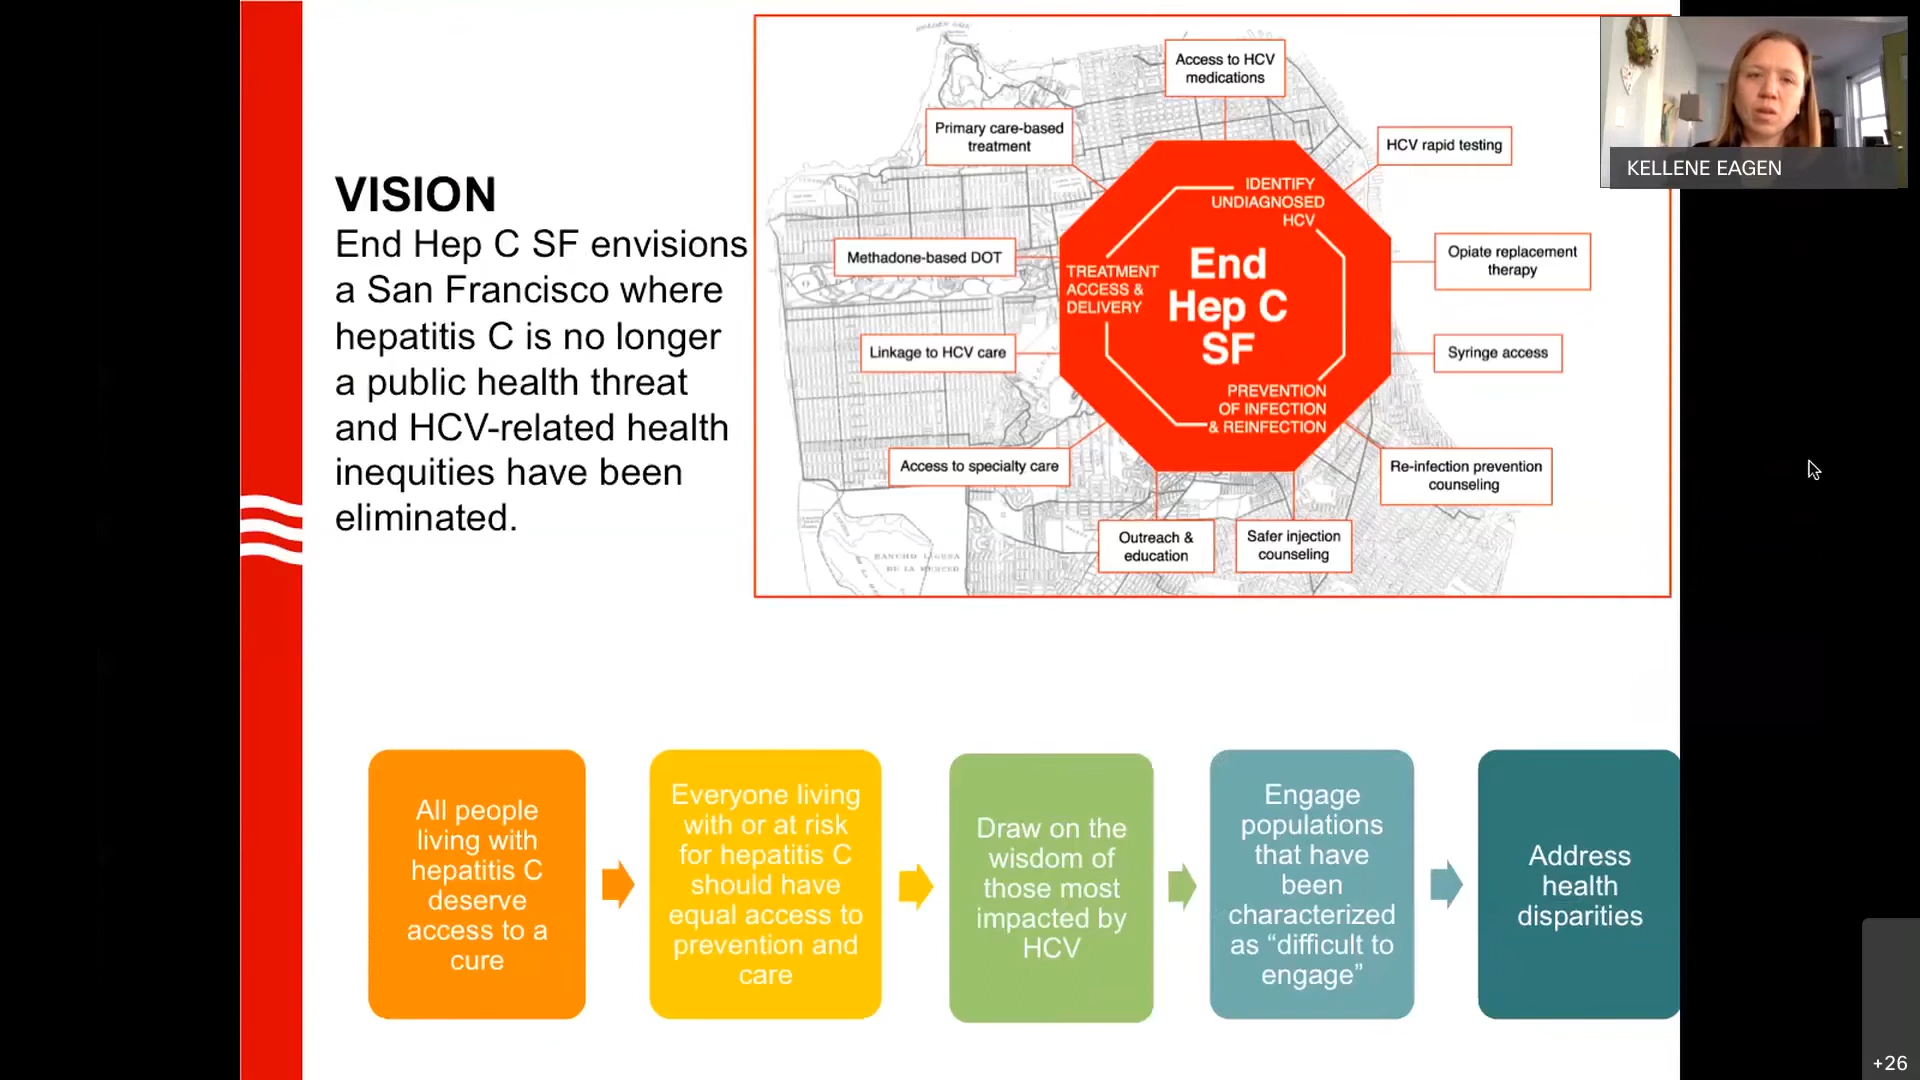 VISION
End Hep C SF envisions
a San Francisco where
hepatitis C is no longer
a public health threat
and HCV-related health
inequities have been
eliminated.
Access to HCV
medications
Primary care-based
treatment
HCV rapid testing
Methadone-based DOT
Opiate replacement
therapy
Linkage to HCV care
Syringe access
Access to specialty care
Re-infection prevention
counseling
Outreach &
education
Safer injection
counseling
IDENTIFY
UNDIAGNOSED
HCV
TREATMENT
ACCESS &
DELIVERY
End
Hep C
SF
PREVENTION
OF INFECTION
& REINFECTION
RANCHO LAGUNA
DE LA MERCED
KELLENE EAGEN
All people
living with
hepatitis C
deserve
access to a
cure
Everyone living
with or at risk
for hepatitis C
should have
equal access to
prevention and
care
Draw on the
wisdom of
those most
impacted by
HCV
Engage
populations
that have
been
characterized
as “difficult to
engage”
Address
health
disparities
+26